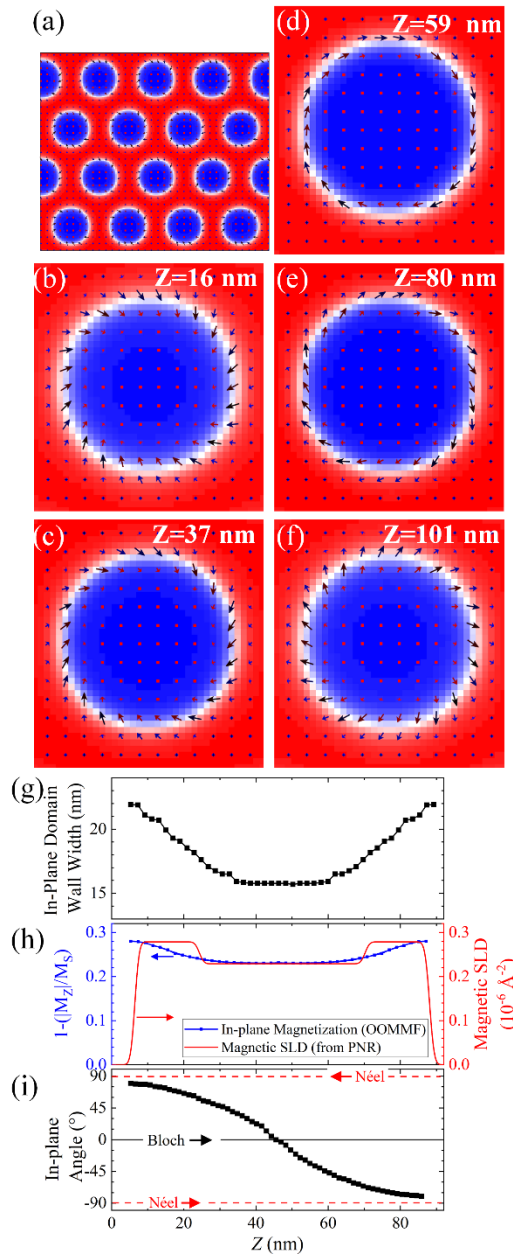 (a)
(d)
Z=59 nm
(b)
Z=16 nm
(e)
Z=80 nm
(c)
Z=37 nm
(f)
Z=101 nm
(g)
In-Plane Domain
Wall Width (nm)
20
15
(h)
1-(|M_Z|/M_S)
0.3
0.2
0.1
0.0
In-plane Magnetization (OOMMF)
Magnetic SLD (from PNR)
0.3
0.2
0.1
0.0
Magnetic SLD
(10⁻⁶ Å⁻²)
(i)
In-plane
Angle (°)
90
45
0
-45
-90
Néel
Bloch
Néel
0 20 40 60 80
Z (nm)